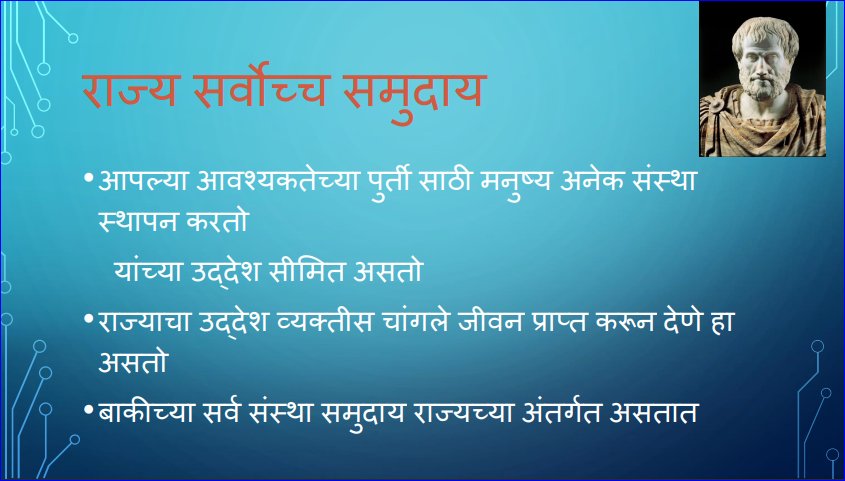 राज्य सर्वोच्च समुदाय
•आपल्या आवश्यकतेच्या पुर्ती साठी मनुष्य अनेक संस्था
स्थापन करतो
यांच्या उद्देश सीमित असतो
•राज्याचा उद्देश व्यक्तीस चांगले जीवन प्राप्त करून देणे हा
असतो
•बाकीच्या सर्व संस्था समुदाय राज्यच्या अंतर्गत असतात